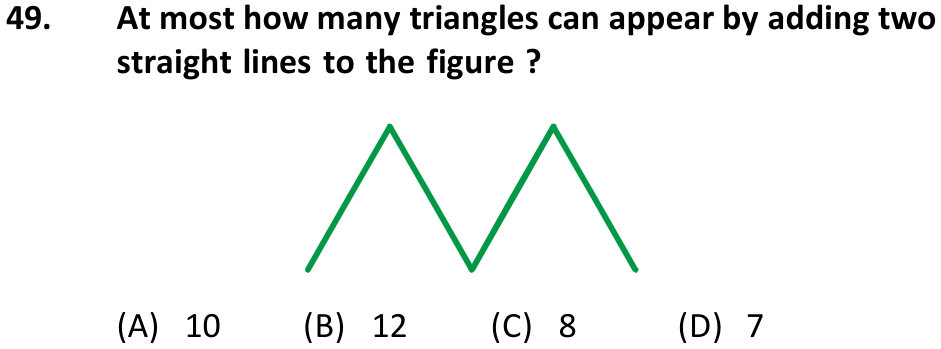 49. At most how many triangles can appear by adding two
straight lines to the figure ?
(A) 10 (B) 12 (C) 8 (D) 7